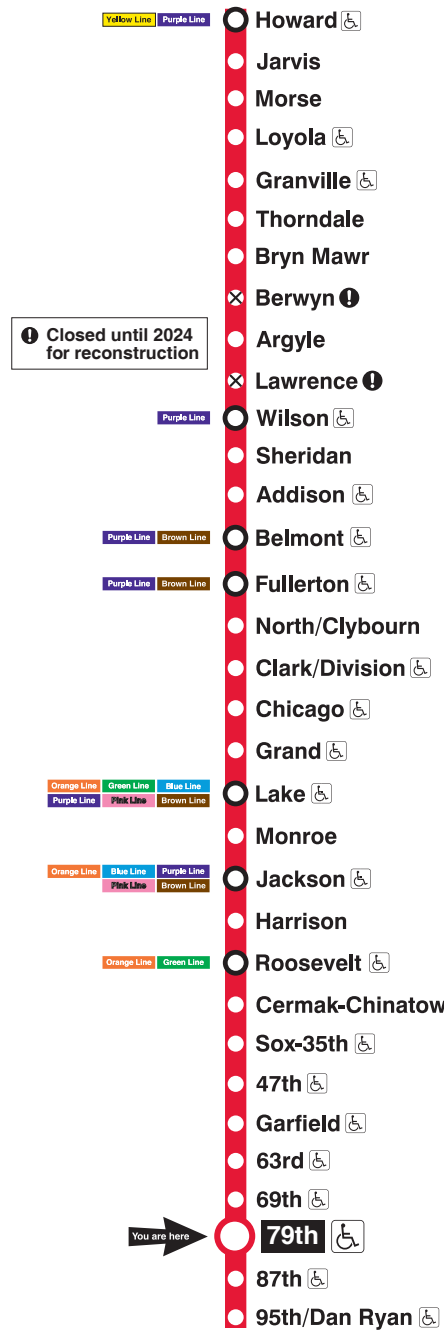 Yellow Line Purple Line Howard
Jarvis
Morse
Loyola
Granville
Thorndale
Bryn Mawr
Berwyn !
! Closed until 2024
for reconstruction
Argyle
Lawrence !
Purple Line Wilson
Sheridan
Addison
Purple Line Brown Line Belmont
Purple Line Brown Line Fullerton
North/Clybourn
Clark/Division
Chicago
Grand
Orange Line Green Line Blue Line
Purple Line Pink Line Brown Line
Lake
Monroe
Orange Line Blue Line Purple Line
Pink Line Brown Line
Jackson
Harrison
Orange Line Green Line Roosevelt
Cermak-Chinatow
Sox-35th
47th
Garfield
63rd
69th
You are here 79th
87th
95th/Dan Ryan